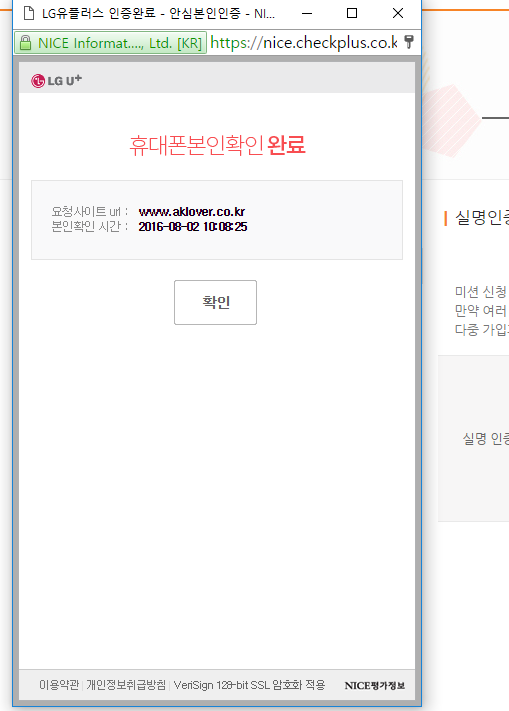 LG유플러스 인증완료 - 안심본인인증 - NI...
NICE Informat...., Ltd. [KR] https://nice.checkplus.co.k
LG U+
휴대폰본인확인 완료
요청사이트 url : www.aklover.co.kr
본인확인 시간 : 2016-08-02 10:08:25
확인
이용약관 | 개인정보취급방침 | VeriSign 128-bit SSL 암호화 적용 NICE평가정보
실명인증
미션 신청
만약 여러
다중 가입
실명 인증